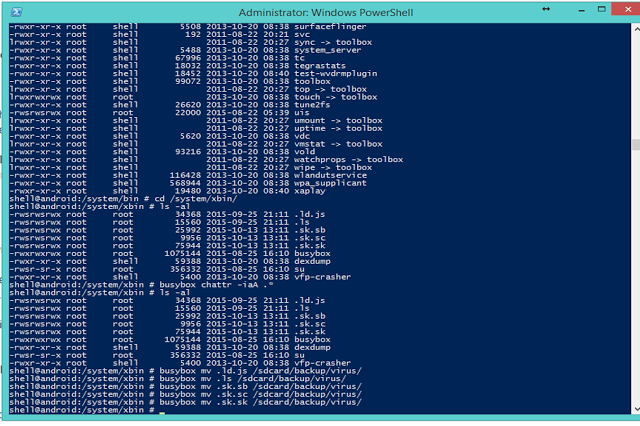 Administrator: Windows PowerShell
-rwxr-xr-x root     shell        5508 2013-10-20 08:38 surfaceflinger
-rwxr-xr-x root     shell         192 2011-08-22 20:21 svc
lrwxr-xr-x root     shell             2011-08-22 20:27 sync -> toolbox
-rwxr-xr-x root     shell        5488 2013-10-20 08:38 system_server
-rwxr-xr-x root     shell       67996 2013-10-20 08:38 tc
-rwxr-xr-x root     shell       18032 2013-10-20 08:38 tegrastats
-rwxr-xr-x root     shell       18452 2013-10-20 08:40 test-wvdrmplugin
-rwxr-xr-x root     shell       99072 2013-10-20 08:38 toolbox
lrwxr-xr-x root     shell             2011-08-22 20:27 top -> toolbox
lrwxrwxrwx root     root              2013-10-20 08:38 touch -> toolbox
-rwxr-xr-x root     shell       26620 2013-10-20 08:38 tune2fs
-rwsrwsrwx root     root        22000 2015-08-22 05:39 uis
lrwxr-xr-x root     shell             2011-08-22 20:27 umount -> toolbox
lrwxr-xr-x root     shell             2011-08-22 20:27 uptime -> toolbox
-rwxr-xr-x root     shell        5620 2013-10-20 08:38 vdc
lrwxr-xr-x root     shell             2011-08-22 20:27 vmstat -> toolbox
-rwxr-xr-x root     shell       93216 2013-10-20 08:38 vold
lrwxr-xr-x root     shell             2011-08-22 20:27 watchprops -> toolbox
lrwxr-xr-x root     shell             2011-08-22 20:27 wipe -> toolbox
-rwxr-xr-x root     shell      116428 2013-10-20 08:38 wlandutservice
-rwxr-xr-x root     shell      568944 2013-10-20 08:38 wpa_supplicant
-rwxr-xr-x root     shell       19480 2013-10-20 08:40 xaplay
shell@android:/system/bin # cd /system/xbin/
shell@android:/system/xbin # ls -al
-rwsrwsrwx root     root        34368 2015-09-25 21:11 .ld.js
-rwsrwsrwx root     root        15560 2015-09-25 21:11 .ls
-rwsrwsrwx root     root        25992 2015-10-13 13:11 .sk.sb
-rwsrwsrwx root     root         9956 2015-10-13 13:11 .sk.sc
-rwsrwsrwx root     root        75944 2015-10-13 13:11 .sk.sk
-rwxr-xr-x root     root      1075144 2015-08-25 16:10 busybox
-rwxr-xr-x root     shell       59388 2013-10-20 08:38 dexdump
-rwsr-sr-x root     root       356332 2015-08-25 16:10 su
-rwxr-xr-x root     shell        5400 2013-10-20 08:38 vfp-crasher
shell@android:/system/xbin # busybox chattr -iaA .*
shell@android:/system/xbin # ls -al
-rwsrwsrwx root     root        34368 2015-09-25 21:11 .ld.js
-rwsrwsrwx root     root        15560 2015-09-25 21:11 .ls
-rwsrwsrwx root     root        25992 2015-10-13 13:11 .sk.sb
-rwsrwsrwx root     root         9956 2015-10-13 13:11 .sk.sc
-rwsrwsrwx root     root        75944 2015-10-13 13:11 .sk.sk
-rwxr-xr-x root     root      1075144 2015-08-25 16:10 busybox
-rwxr-xr-x root     shell       59388 2013-10-20 08:38 dexdump
-rwsr-sr-x root     root       356332 2015-08-25 16:10 su
-rwxr-xr-x root     shell        5400 2013-10-20 08:38 vfp-crasher
shell@android:/system/xbin # busybox mv .ld.js /sdcard/backup/virus/
shell@android:/system/xbin # busybox mv .ls /sdcard/backup/virus/
shell@android:/system/xbin # busybox mv .sk.sb /sdcard/backup/virus/
shell@android:/system/xbin # busybox mv .sk.sc /sdcard/backup/virus/
shell@android:/system/xbin # busybox mv .sk.sk /sdcard/backup/virus/
shell@android:/system/xbin #